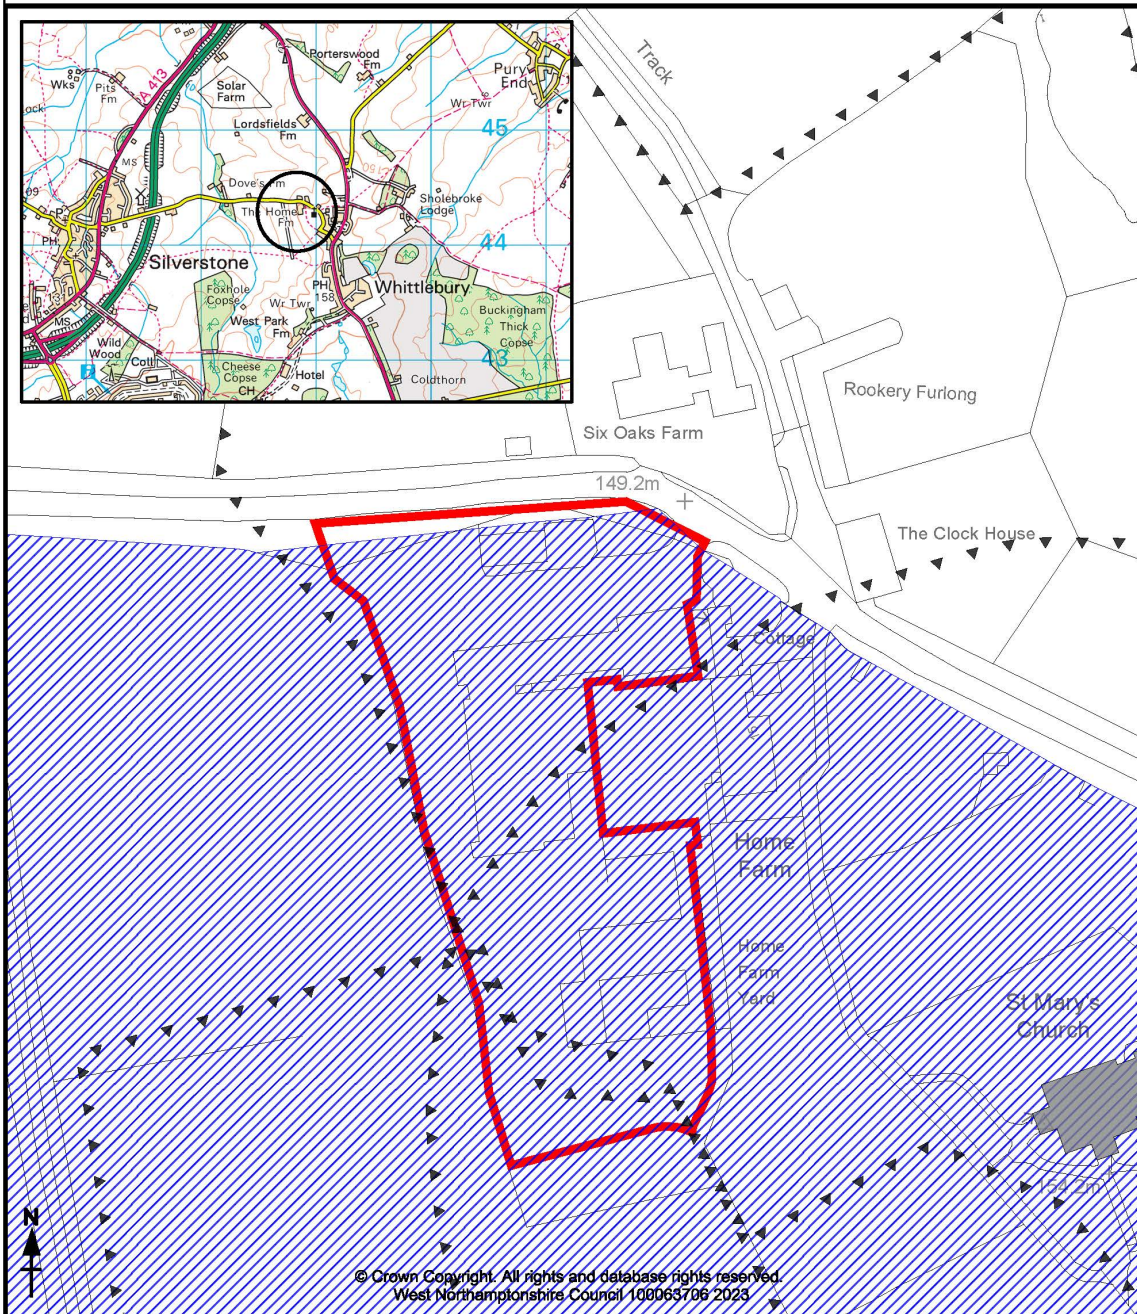 Track
Porterswood
Fm
Wks
Pits
Fm
A 413
Solar
Farm
Pury
End
Wr Twr
Lordsfields
Fm
45
MS
Dove's Fm
The Home
Fm
Sholebroke
Lodge
PH
44
Silverstone
Foxhole
Copse
PH
158
Whittlebury
Wr Twr
West Park
Fm
Buckingham
Thick
Copse
MS
Wild
Wood
Coll
43
Cheese
Copse
CH
Hotel
Coldthorn
Rookery Furlong
Six Oaks Farm
149.2m
The Clock House
Cottage
Home
Farm
Home
Farm
Yard
St Mary's
Church
154.2m
N
© Crown Copyright. All rights and database rights reserved.
West Northamptonshire Council 100063706 2023